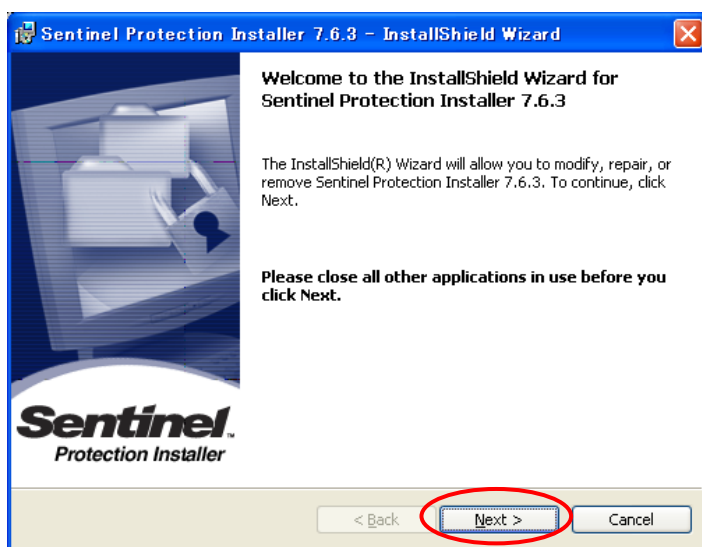 Sentinel Protection Installer 7.6.3 - InstallShield Wizard
Welcome to the InstallShield Wizard for
Sentinel Protection Installer 7.6.3
The InstallShield(R) Wizard will allow you to modify, repair, or
remove Sentinel Protection Installer 7.6.3. To continue, click
Next.
Please close all other applications in use before you
click Next.
Sentinel™
Protection Installer
< Back
Next >
Cancel